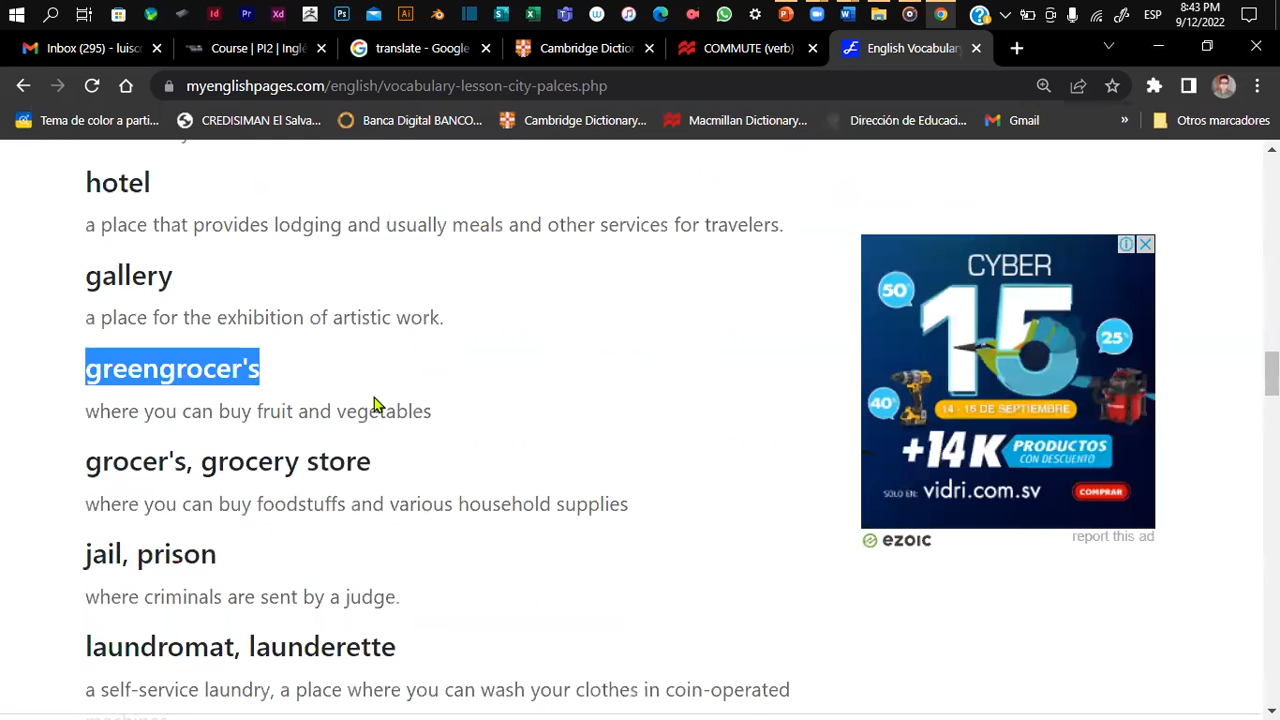 8:43 PM
ESP
9/12/2022
Inbox (295) - luisc
Course | PI2 | Inglé
translate - Google
Cambridge Dictio
COMMUTE (verb)
English Vocabular
myenglishpages.com/english/vocabulary-lesson-city-palces.php
Tema de color a parti...
CREDISIMAN El Salva...
Banca Digital BANCO...
Cambridge Dictionary...
Macmillan Dictionary...
Dirección de Educaci...
Gmail
»
Otros marcadores
hotel
a place that provides lodging and usually meals and other services for travelers.
gallery
a place for the exhibition of artistic work.
greengrocer's
where you can buy fruit and vegetables
grocer's, grocery store
where you can buy foodstuffs and various household supplies
jail, prison
where criminals are sent by a judge.
laundromat, launderette
a self-service laundry, a place where you can wash your clothes in coin-operated
CYBER
15
50%
25%
40%
14 - 15 DE SEPTIEMBRE
+14K PRODUCTOS
CON DESCUENTO
SOLO EN: vidri.com.sv
COMPRAR
ezoic
report this ad